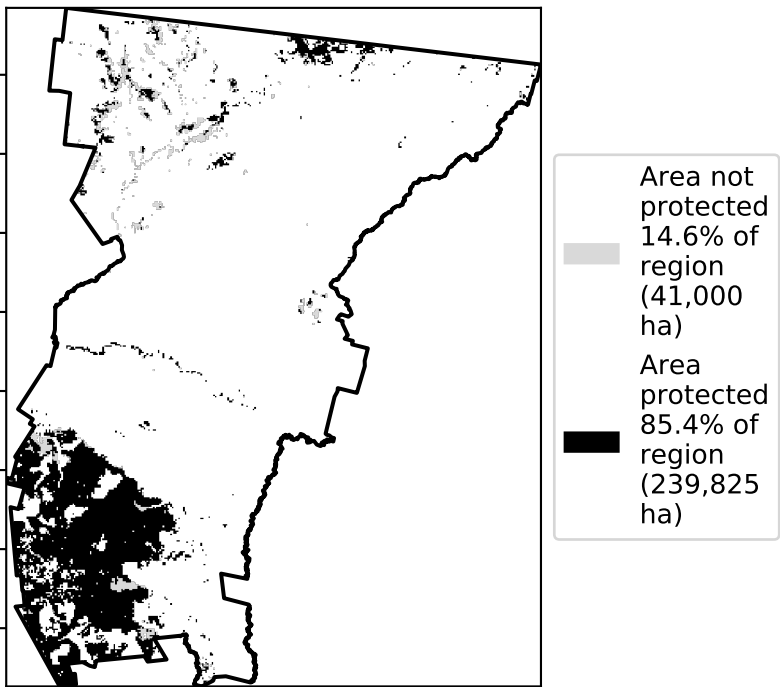 Area not
protected
14.6% of
region
(41,000
ha)
Area
protected
85.4% of
region
(239,825
ha)